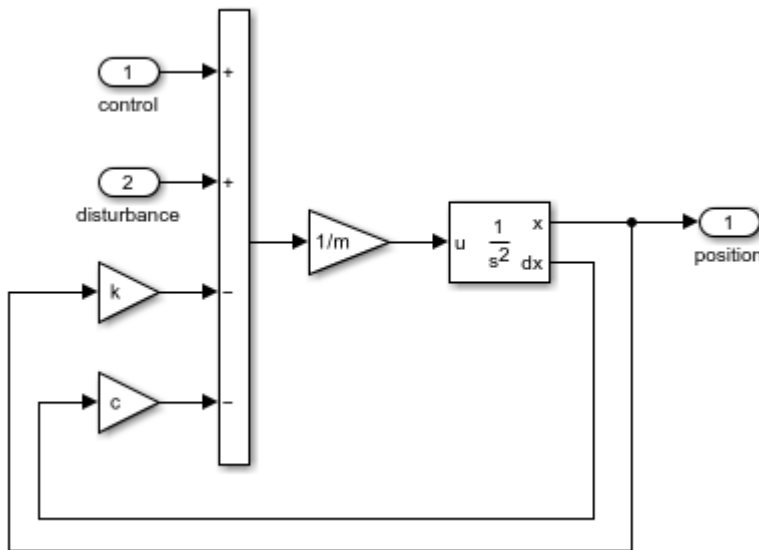 1
+
control
2
+
disturbance
1/m
u
1
s2
x
dx
1
position
k
−
c
−